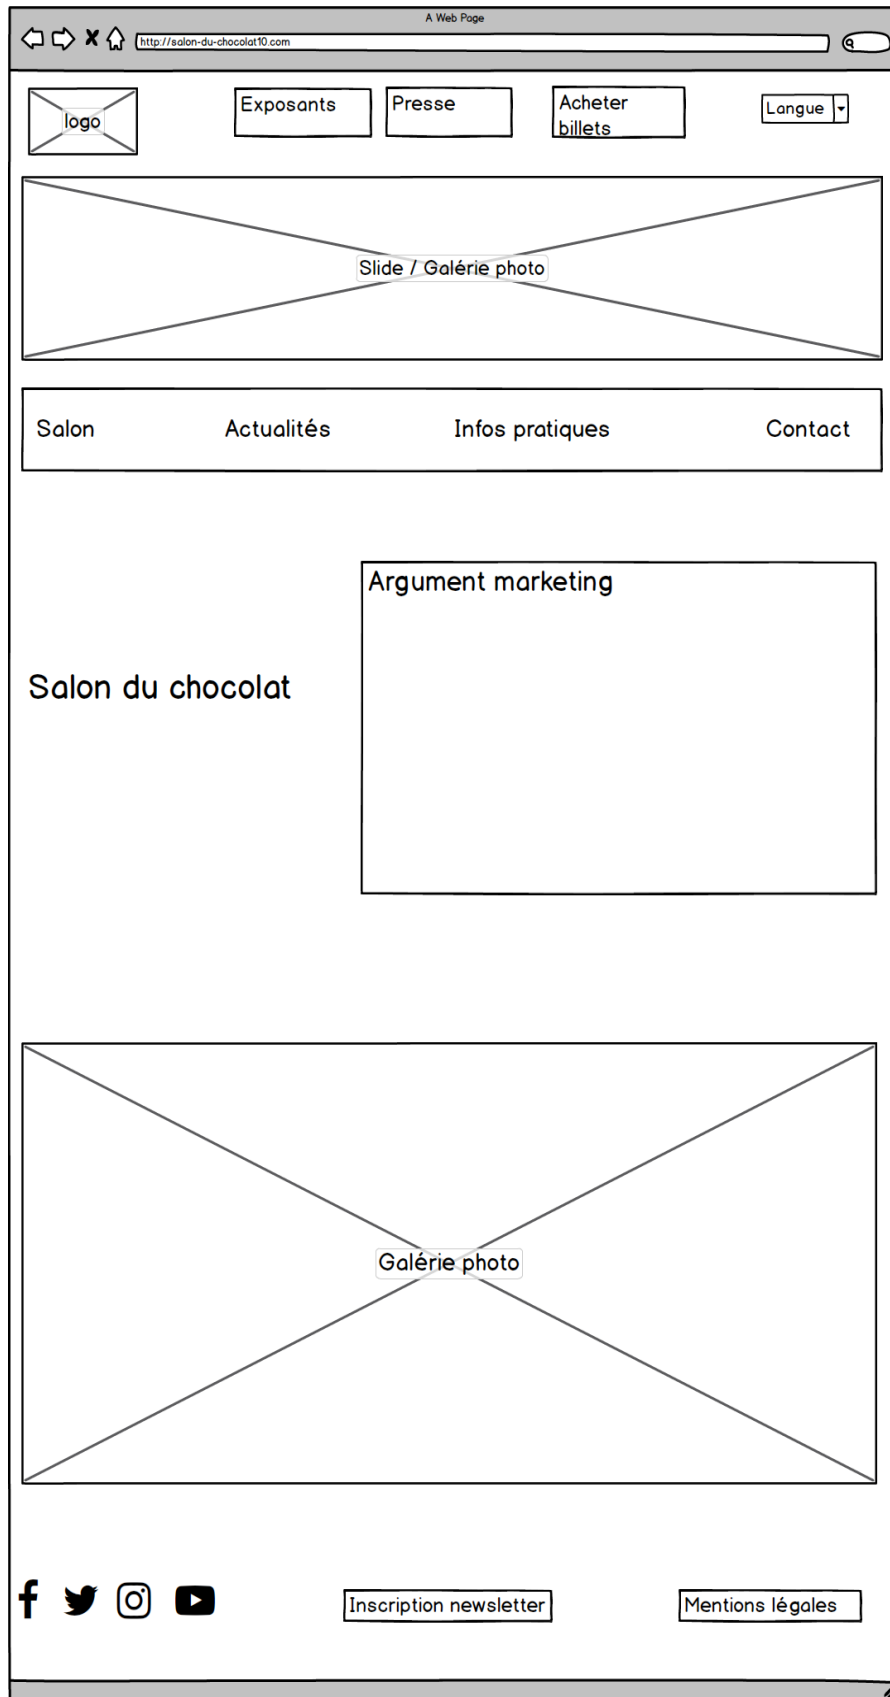 A Web Page
http://salon-du-chocolat10.com
logo
Exposants
Presse
Acheter
billets
Langue
Slide / Galérie photo
Salon
Actualités
Infos pratiques
Contact
Argument marketing
Salon du chocolat
Galérie photo
Inscription newsletter
Mentions légales